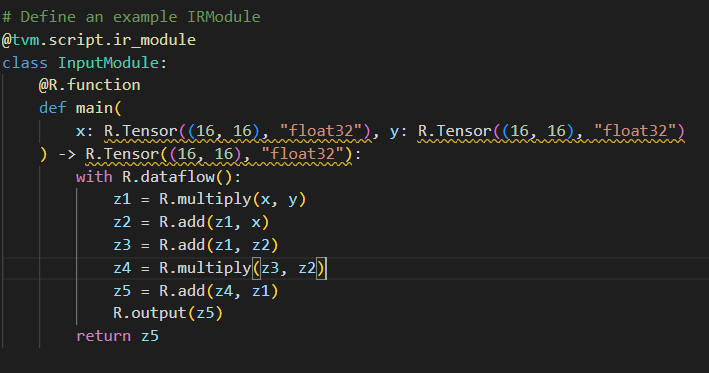 # Define an example IRModule
@tvm.script.ir_module
class InputModule:
    @R.function
    def main(
        x: R.Tensor((16, 16), "float32"), y: R.Tensor((16, 16), "float32")
    ) -> R.Tensor((16, 16), "float32"):
        with R.dataflow():
            z1 = R.multiply(x, y)
            z2 = R.add(z1, x)
            z3 = R.add(z1, z2)
            z4 = R.multiply(z3, z2)
            z5 = R.add(z4, z1)
            R.output(z5)
        return z5